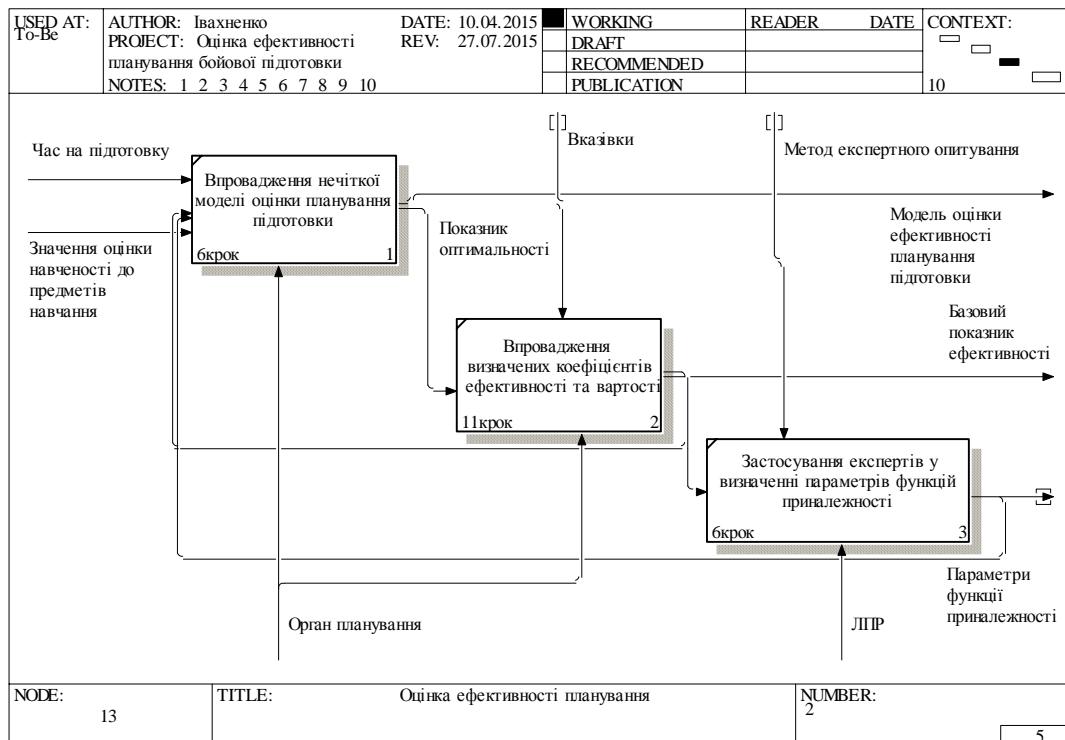 USED AT:
To-Be
AUTHOR: Івахненко
DATE: 10.04.2015
PROJECT: Оцінка ефективності
REV: 27.07.2015
планування бойової підготовки
NOTES: 1 2 3 4 5 6 7 8 9 10
WORKING
DRAFT
RECOMMENDED
PUBLICATION
READER DATE
CONTEXT:
10
Час на підготовку
Вказівки
Метод експертного опитування
Впровадження нечіткої
моделі оцінки планування
підготовки
6крок 1
Значення оцінки
навченості до
предметів
навчання
Показник
оптимальності
Модель оцінки
ефективності
планування
підготовки
Базовий
показник
ефективності
Впровадження
визначених коефіцієнтів
ефективності та вартості
11крок 2
Застосування експертів у
визначенні параметрів функцій
приналежності
6крок 3
Параметри
функції
приналежності
Орган планування
ЛПР
NODE:
13
TITLE:
Оцінка ефективності планування
NUMBER:
2
5